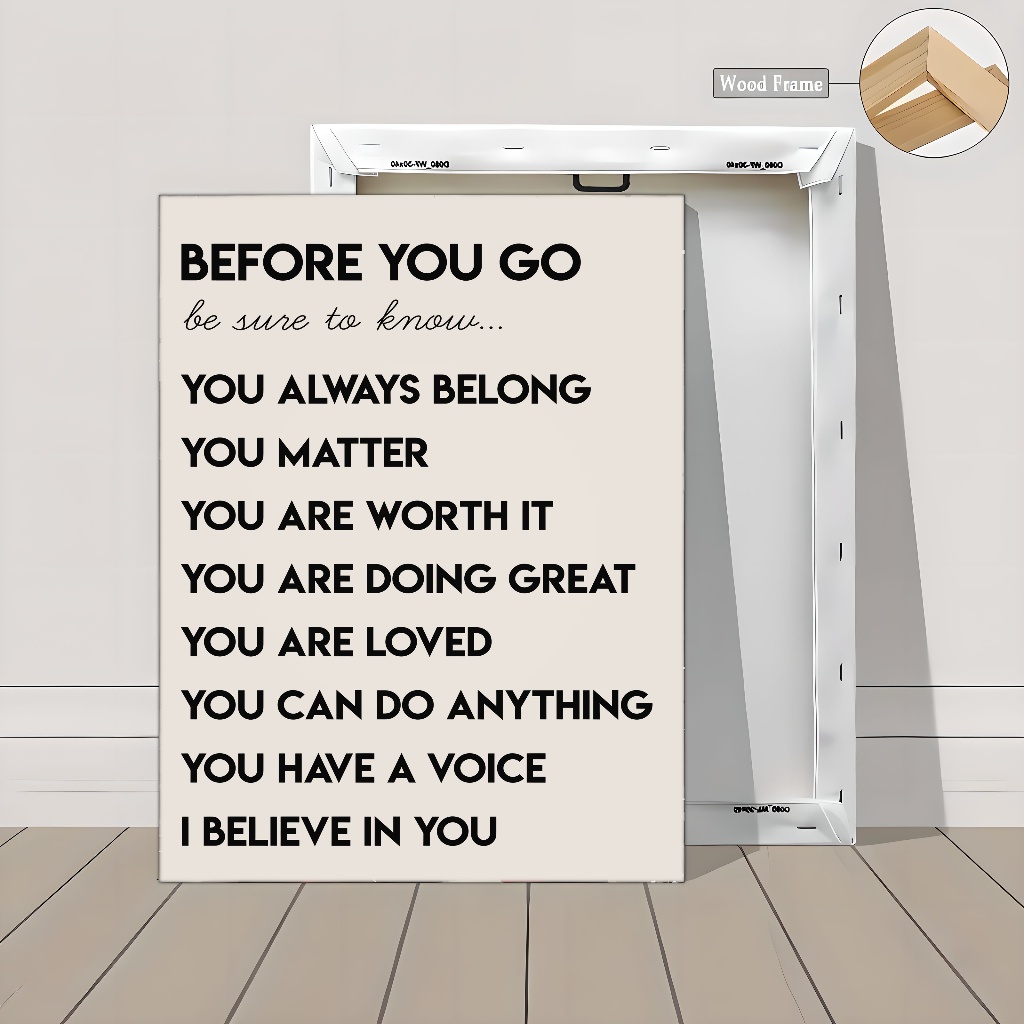 Wood Frame
BEFORE YOU GO
be sure to know...
YOU ALWAYS BELONG
YOU MATTER
YOU ARE WORTH IT
YOU ARE DOING GREAT
YOU ARE LOVED
YOU CAN DO ANYTHING
YOU HAVE A VOICE
I BELIEVE IN YOU